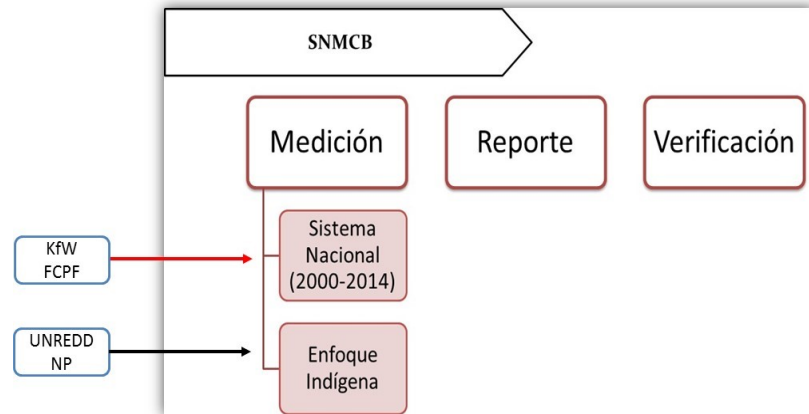 SNMCB
Medición
Reporte
Verificación
Sistema
Nacional
(2000-2014)
KfW
FCPF
Enfoque
Indígena
UNREDD
NP